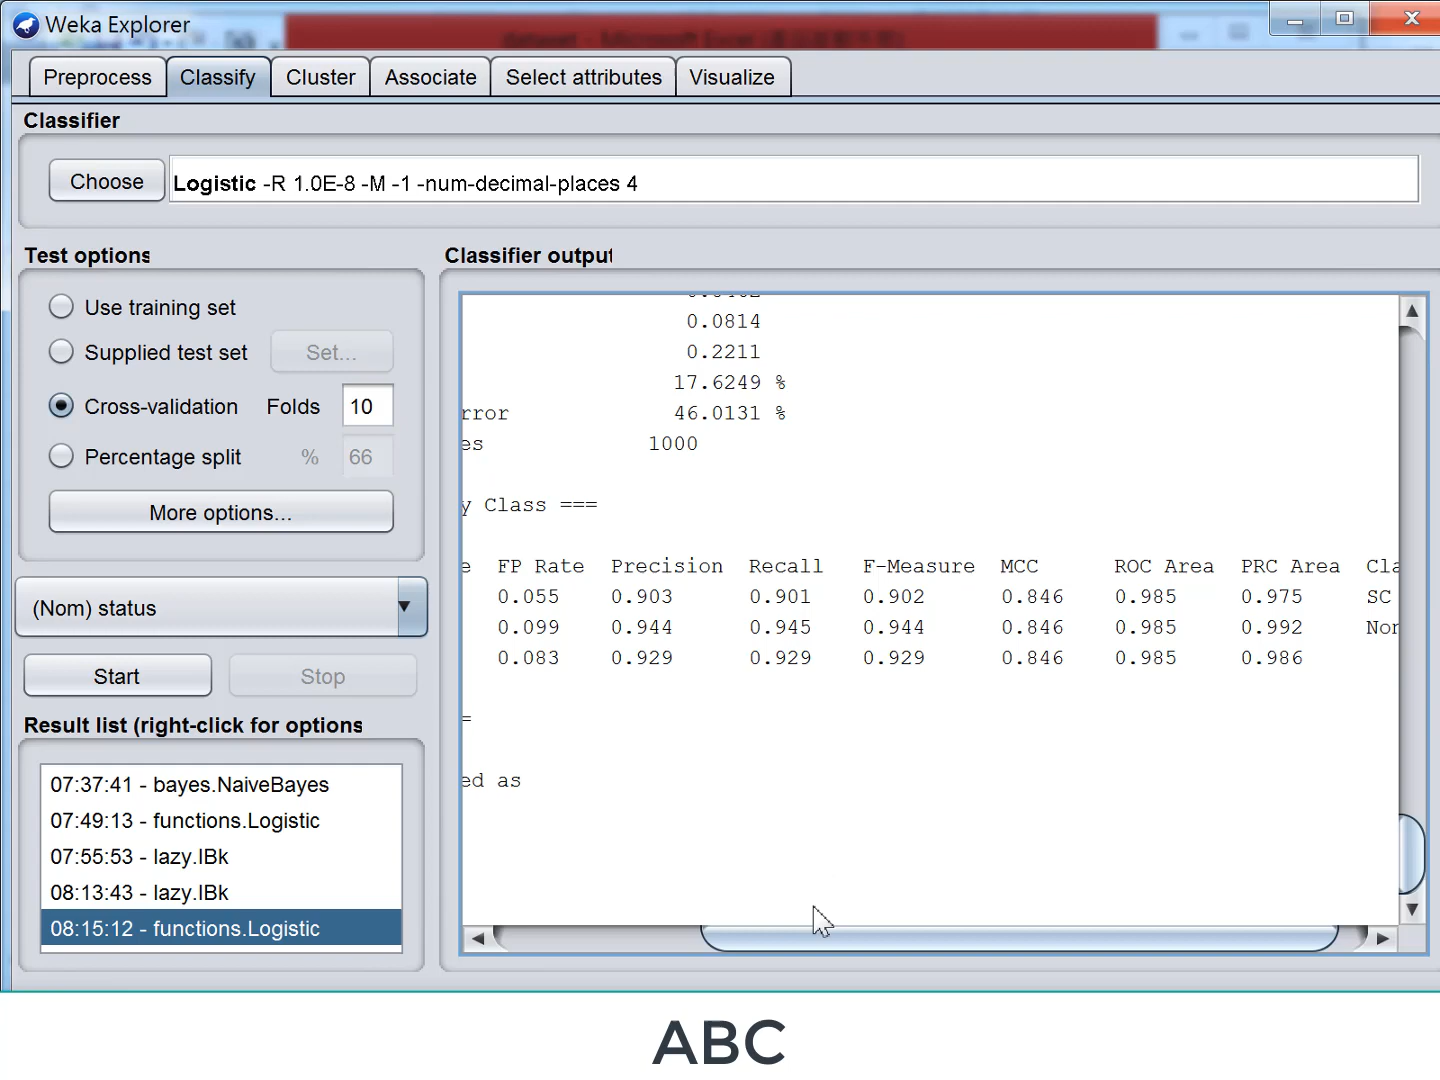 Weka Explorer
Preprocess Classify Cluster Associate Select attributes Visualize
Classifier
Choose Logistic -R 1.0E-8 -M -1 -num-decimal-places 4
Test options
Use training set
Supplied test set Set...
Cross-validation Folds 10
Percentage split % 66
More options...
(Nom) status
Start Stop
Result list (right-click for options
07:37:41 - bayes.NaiveBayes
07:49:13 - functions.Logistic
07:55:53 - lazy.IBk
08:13:43 - lazy.IBk
08:15:12 - functions.Logistic
Classifier output
0.0814
0.2211
17.6249 %
rror 46.0131 %
es 1000
y Class ===
e FP Rate Precision Recall F-Measure MCC ROC Area PRC Area Cla
0.055 0.903 0.901 0.902 0.846 0.985 0.975 SC
0.099 0.944 0.945 0.944 0.846 0.985 0.992 Non
0.083 0.929 0.929 0.929 0.846 0.985 0.986
=
ed as
ABC